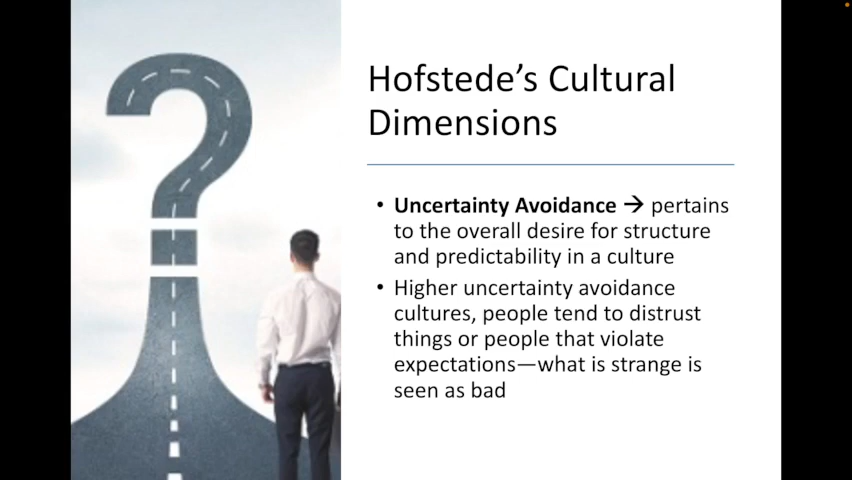 Hofstede’s Cultural
Dimensions
• Uncertainty Avoidance → pertains
to the overall desire for structure
and predictability in a culture
• Higher uncertainty avoidance
cultures, people tend to distrust
things or people that violate
expectations—what is strange is
seen as bad